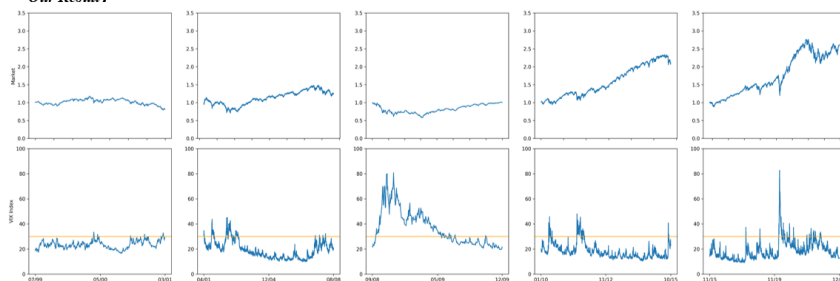 Our Result
3.5 3.5 3.5 3.5 3.5
3.0 3.0 3.0 3.0 3.0
2.5 2.5 2.5 2.5 2.5
2.0 2.0 2.0 2.0 2.0
Market
1.5 1.5 1.5 1.5 1.5
1.0 1.0 1.0 1.0 1.0
0.5 0.5 0.5 0.5 0.5
0.0 0.0 0.0 0.0 0.0
100 100 100 100 100
80 80 80 80 80
60 60 60 60 60
VIX Index
40 40 40 40 40
20 20 20 20 20
0 0 0 0 0
07/99 05/00 03/01 04/01 12/04 08/08 09/08 05/09 12/09 01/10 11/12 10/15 11/15 11/19